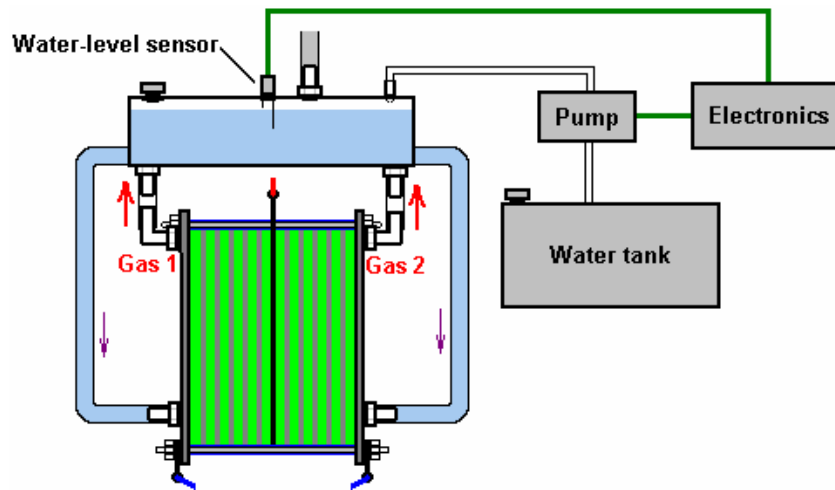 Water-level sensor
Pump
Electronics
Gas 1
Gas 2
Water tank